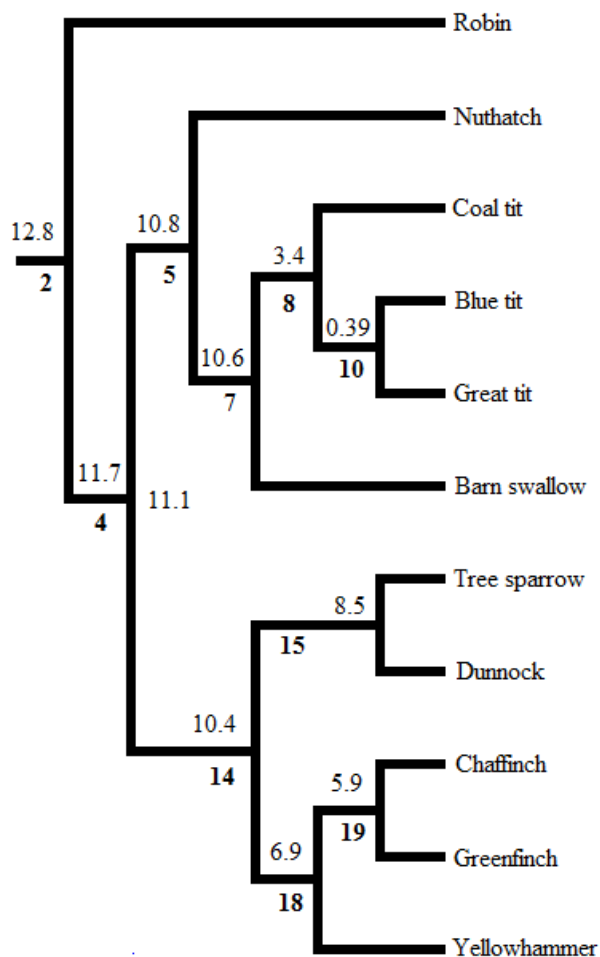 Robin
Nuthatch
Coal tit
12.8
10.8
3.4
2
5
8
Blue tit
0.39
10.6
10
7
Great tit
11.7
Barn swallow
4
11.1
Tree sparrow
8.5
15
Dunnock
10.4
14
Chaffinch
5.9
19
6.9
Greenfinch
18
Yellowhammer